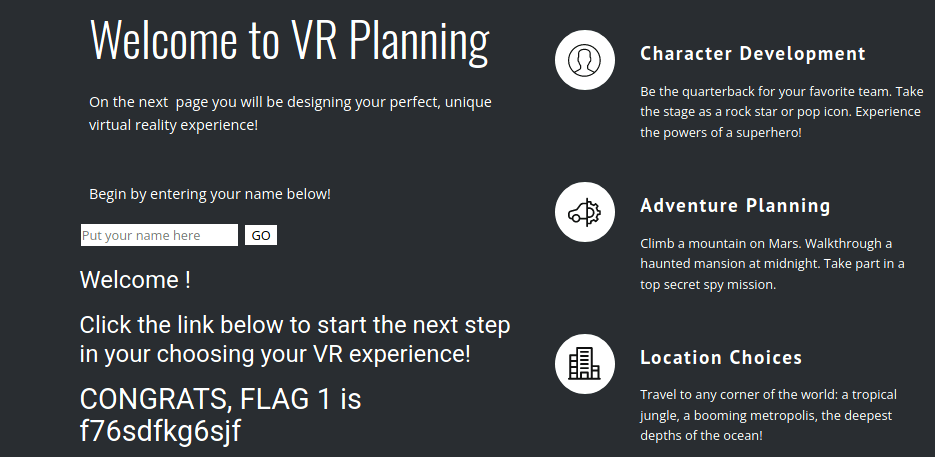 Welcome to VR Planning
On the next page you will be designing your perfect, unique
virtual reality experience!
Begin by entering your name below!
Put your name here GO
Welcome !
Click the link below to start the next step
in your choosing your VR experience!
CONGRATS, FLAG 1 is
f76sdfkg6sjf
Character Development
Be the quarterback for your favorite team. Take
the stage as a rock star or pop icon. Experience
the powers of a superhero!
Adventure Planning
Climb a mountain on Mars. Walkthrough a
haunted mansion at midnight. Take part in a
top secret spy mission.
Location Choices
Travel to any corner of the world: a tropical
jungle, a booming metropolis, the deepest
depths of the ocean!